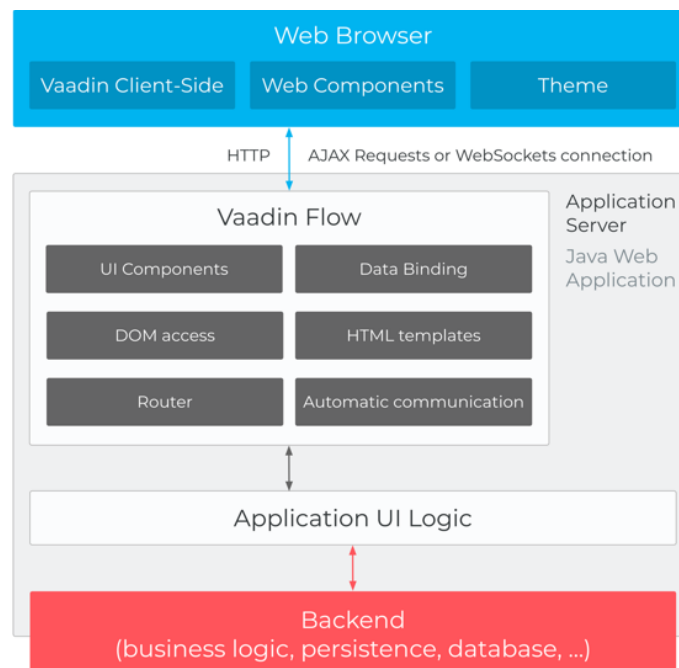 Web Browser
Vaadin Client-Side
Web Components
Theme
HTTP
AJAX Requests or WebSockets connection
Vaadin Flow
Application
Server
Java Web
Application
UI Components
Data Binding
DOM access
HTML templates
Router
Automatic communication
Application UI Logic
Backend
(business logic, persistence, database, ...)